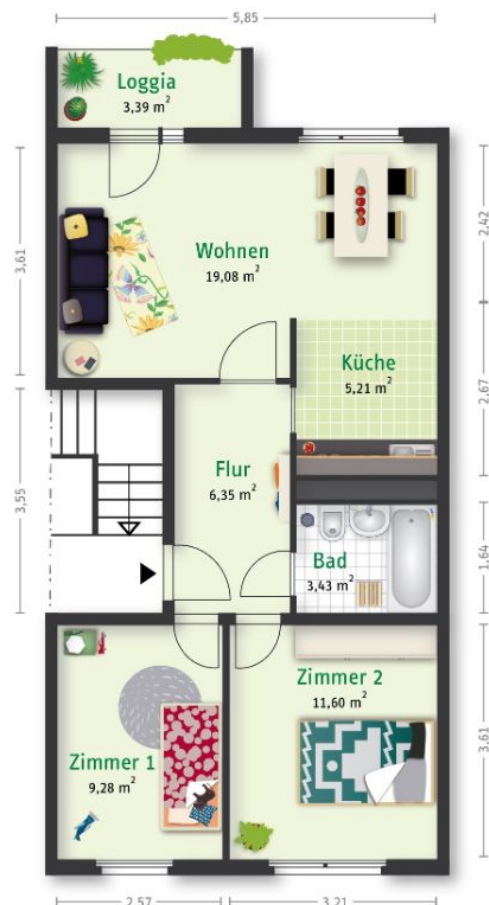 5,85
Loggia
3,39 m²
3,61
2,42
Wohnen
19,08 m²
Küche
5,21 m²
2,67
3,55
Flur
6,35 m²
Bad
3,43 m²
1,64
Zimmer 2
11,60 m²
3,61
Zimmer 1
9,28 m²
2,57
3,21